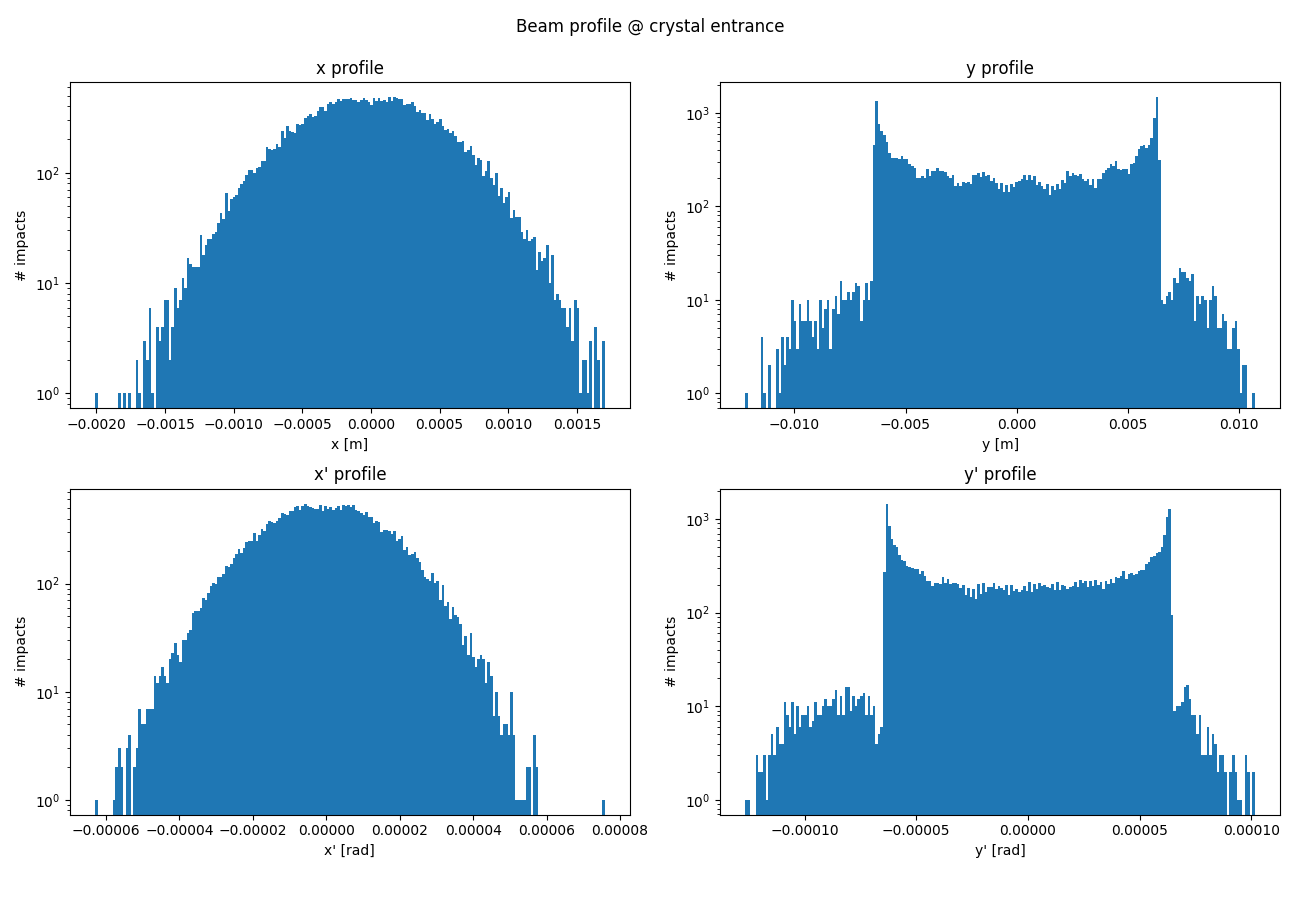 Beam profile @ crystal entrance
x profile
# impacts
10³
10²
10¹
10⁰
−0.0020 −0.0015 −0.0010 −0.0005 0.0000 0.0005 0.0010 0.0015
x [m]
y profile
# impacts
10³
10²
10¹
10⁰
−0.010 −0.005 0.000 0.005 0.010
y [m]
x' profile
# impacts
10²
10¹
10⁰
−0.00006 −0.00004 −0.00002 0.00000 0.00002 0.00004 0.00006 0.00008
x' [rad]
y' profile
# impacts
10³
10²
10¹
10⁰
−0.00010 −0.00005 0.00000 0.00005 0.00010
y' [rad]